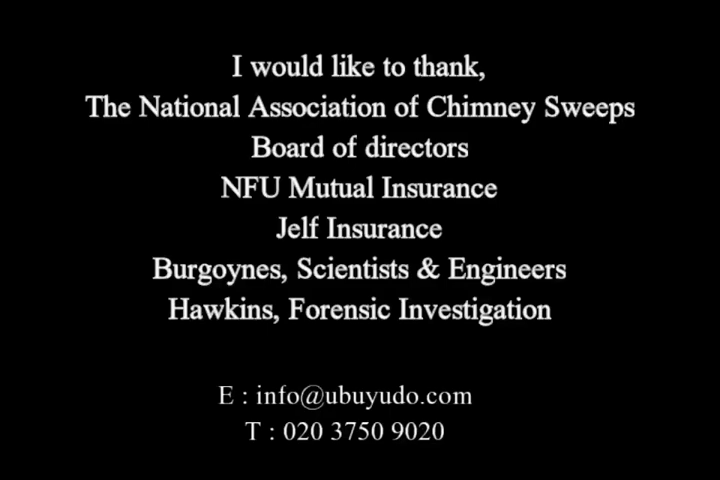 I would like to thank,
The National Association of Chimney Sweeps
Board of directors
NFU Mutual Insurance
Jelf Insurance
Burgoynes, Scientists & Engineers
Hawkins, Forensic Investigation
E : info@ubuyudo.com
T : 020 3750 9020